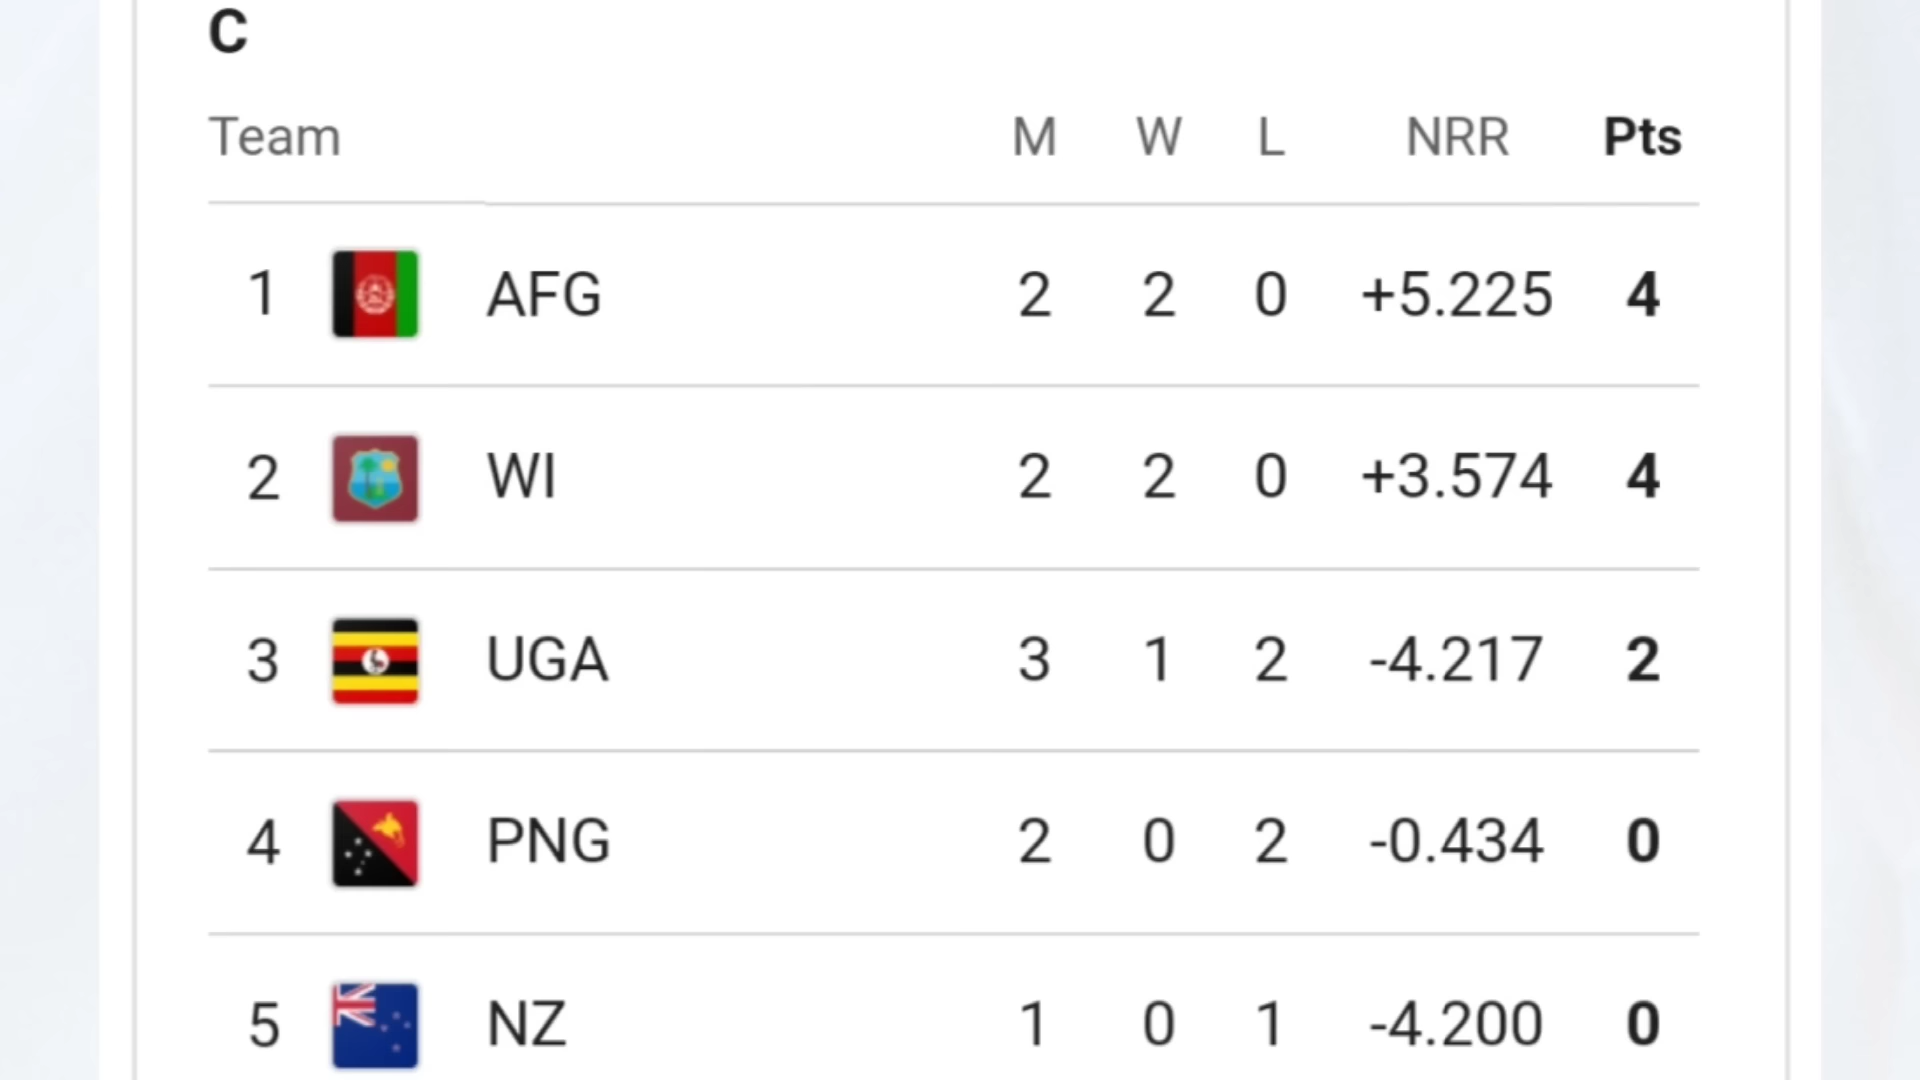 C
Team M W L NRR Pts
1 AFG 2 2 0 +5.225 4
2 WI 2 2 0 +3.574 4
3 UGA 3 1 2 -4.217 2
4 PNG 2 0 2 -0.434 0
5 NZ 1 0 1 -4.200 0